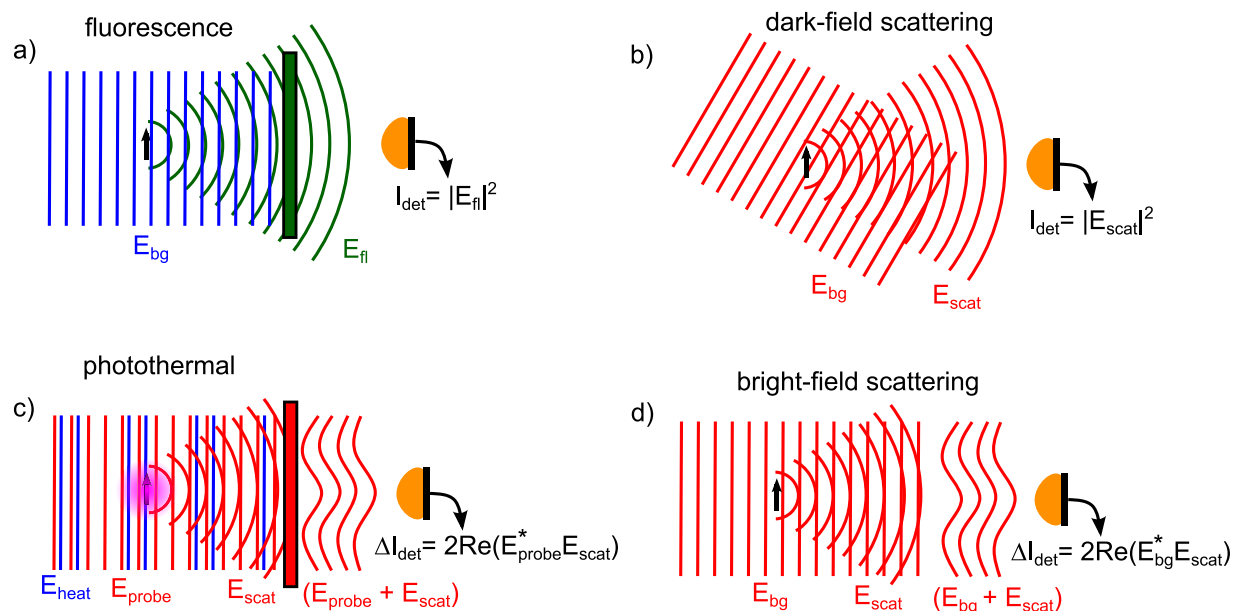 fluorescence
a)
I_det = |E_fl|^2
E_bg
E_fl
dark-field scattering
b)
I_det = |E_scat|^2
E_bg
E_scat
photothermal
c)
ΔI_det = 2Re(E*_probe E_scat)
E_heat E_probe E_scat (E_probe + E_scat)
bright-field scattering
d)
ΔI_det = 2Re(E*_bg E_scat)
E_bg E_scat (E_bg + E_scat)